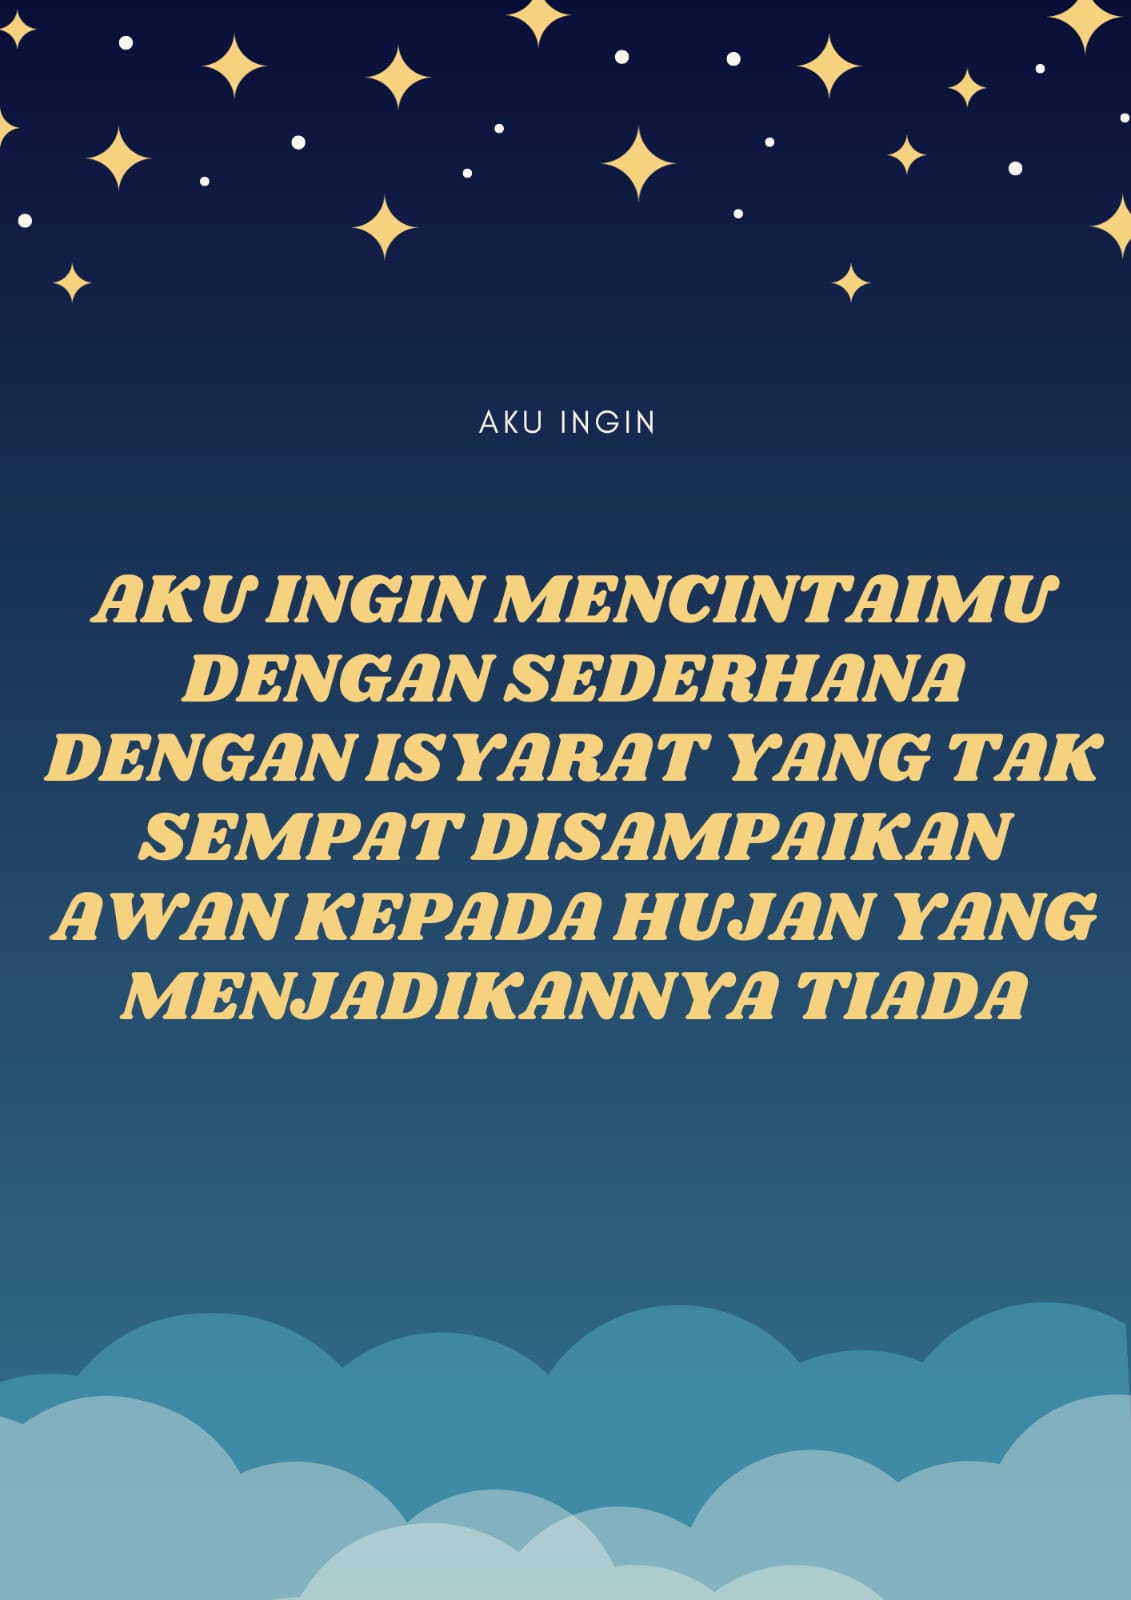 AKU INGIN
AKU INGIN MENCINTAIMU
DENGAN SEDERHANA
DENGAN ISYARAT YANG TAK
SEMPAT DISAMPAIKAN
AWAN KEPADA HUJAN YANG
MENJADIKANNYA TIADA